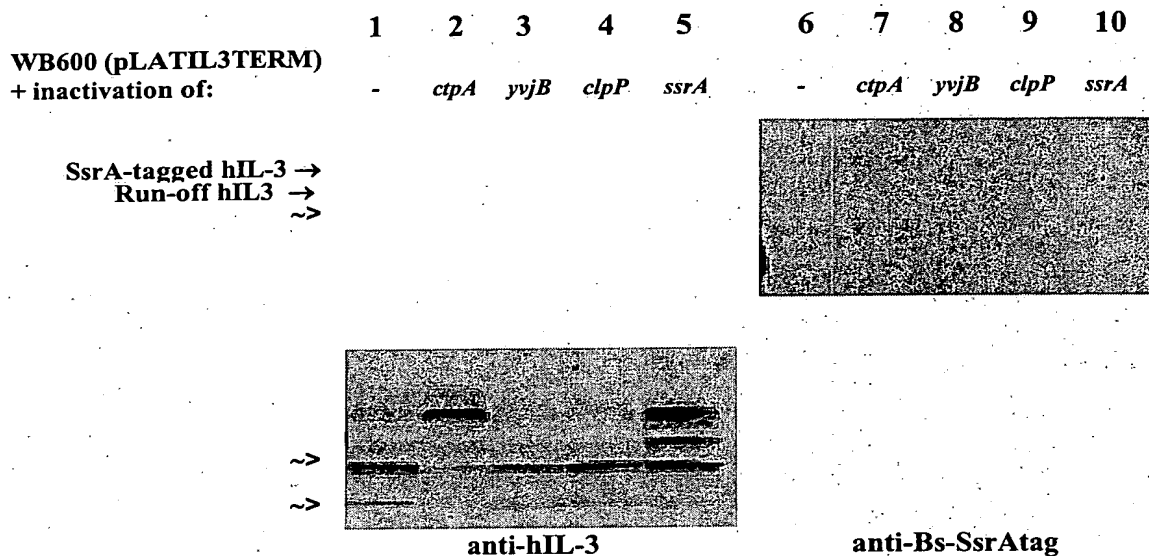 1 2 3 4 5 6 7 8 9 10
WB600 (pLATIL3TERM)
+ inactivation of: - ctpA yvjB clpP ssrA - ctpA yvjB clpP ssrA
SsrA-tagged hIL-3 →
Run-off hIL3 →
~>
~>
~>
anti-hIL-3 anti-Bs-SsrAtag